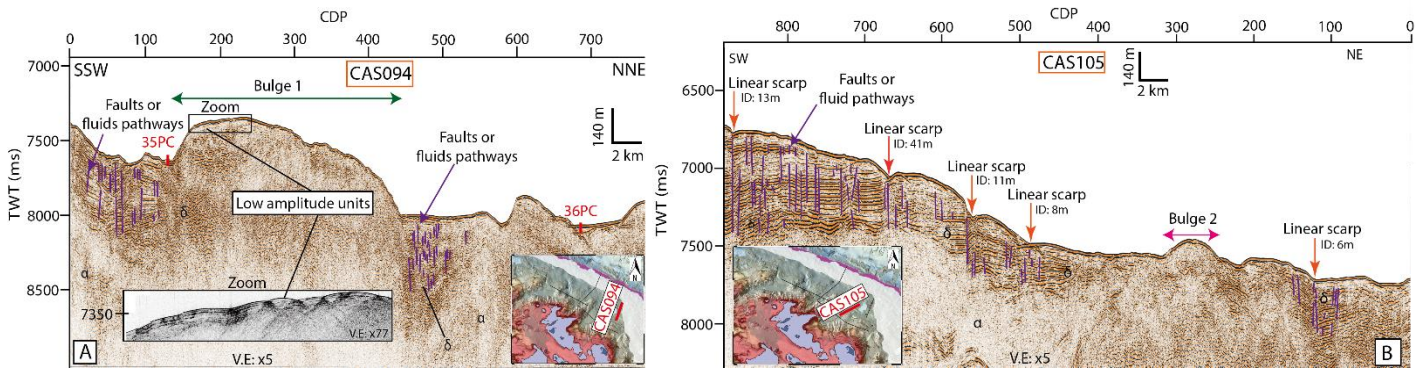 CDP
0 100 200 300 400 500 600 700
7000
7500
8000
8500
TWT (ms)
SSW
CAS094
NNE
Bulge 1
Zoom
Faults or
fluids pathways
35PC
140 m
2 km
Faults or
fluids pathways
Low amplitude units
36PC
δ
α
α
δ
Zoom
7350
V.E: x77
N
CAS094
A
V.E: x5
CDP
800 700 600 500 400 300 200 100 0
6500
7000
7500
8000
TWT (ms)
SW
CAS105
NE
140 m
2 km
Linear scarp
ID: 13m
Faults or
fluid pathways
Linear scarp
ID: 41m
Linear scarp
ID: 11m
Linear scarp
ID: 8m
Bulge 2
Linear scarp
ID: 6m
δ
δ
δ
α
N
CAS105
V.E: x5
B